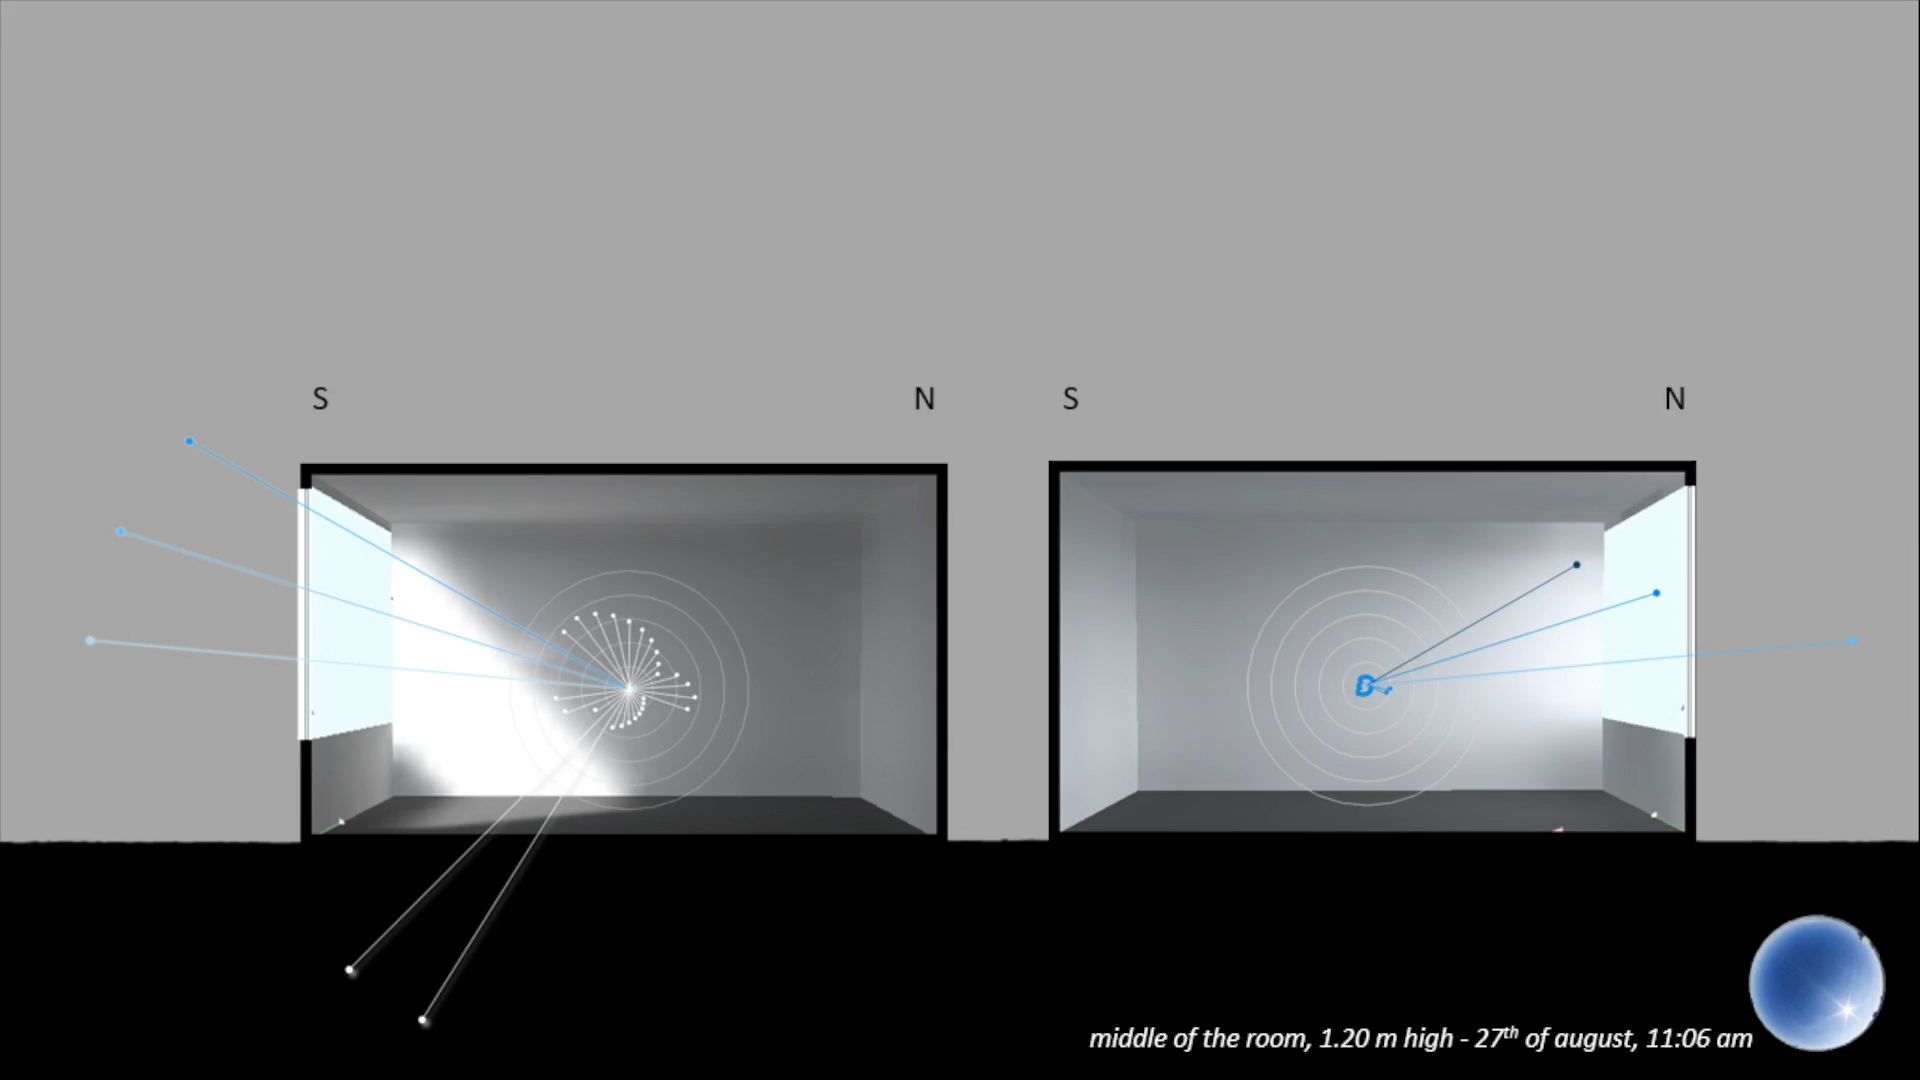 S N S N
middle of the room, 1.20 m high - 27th of august, 11:06 am